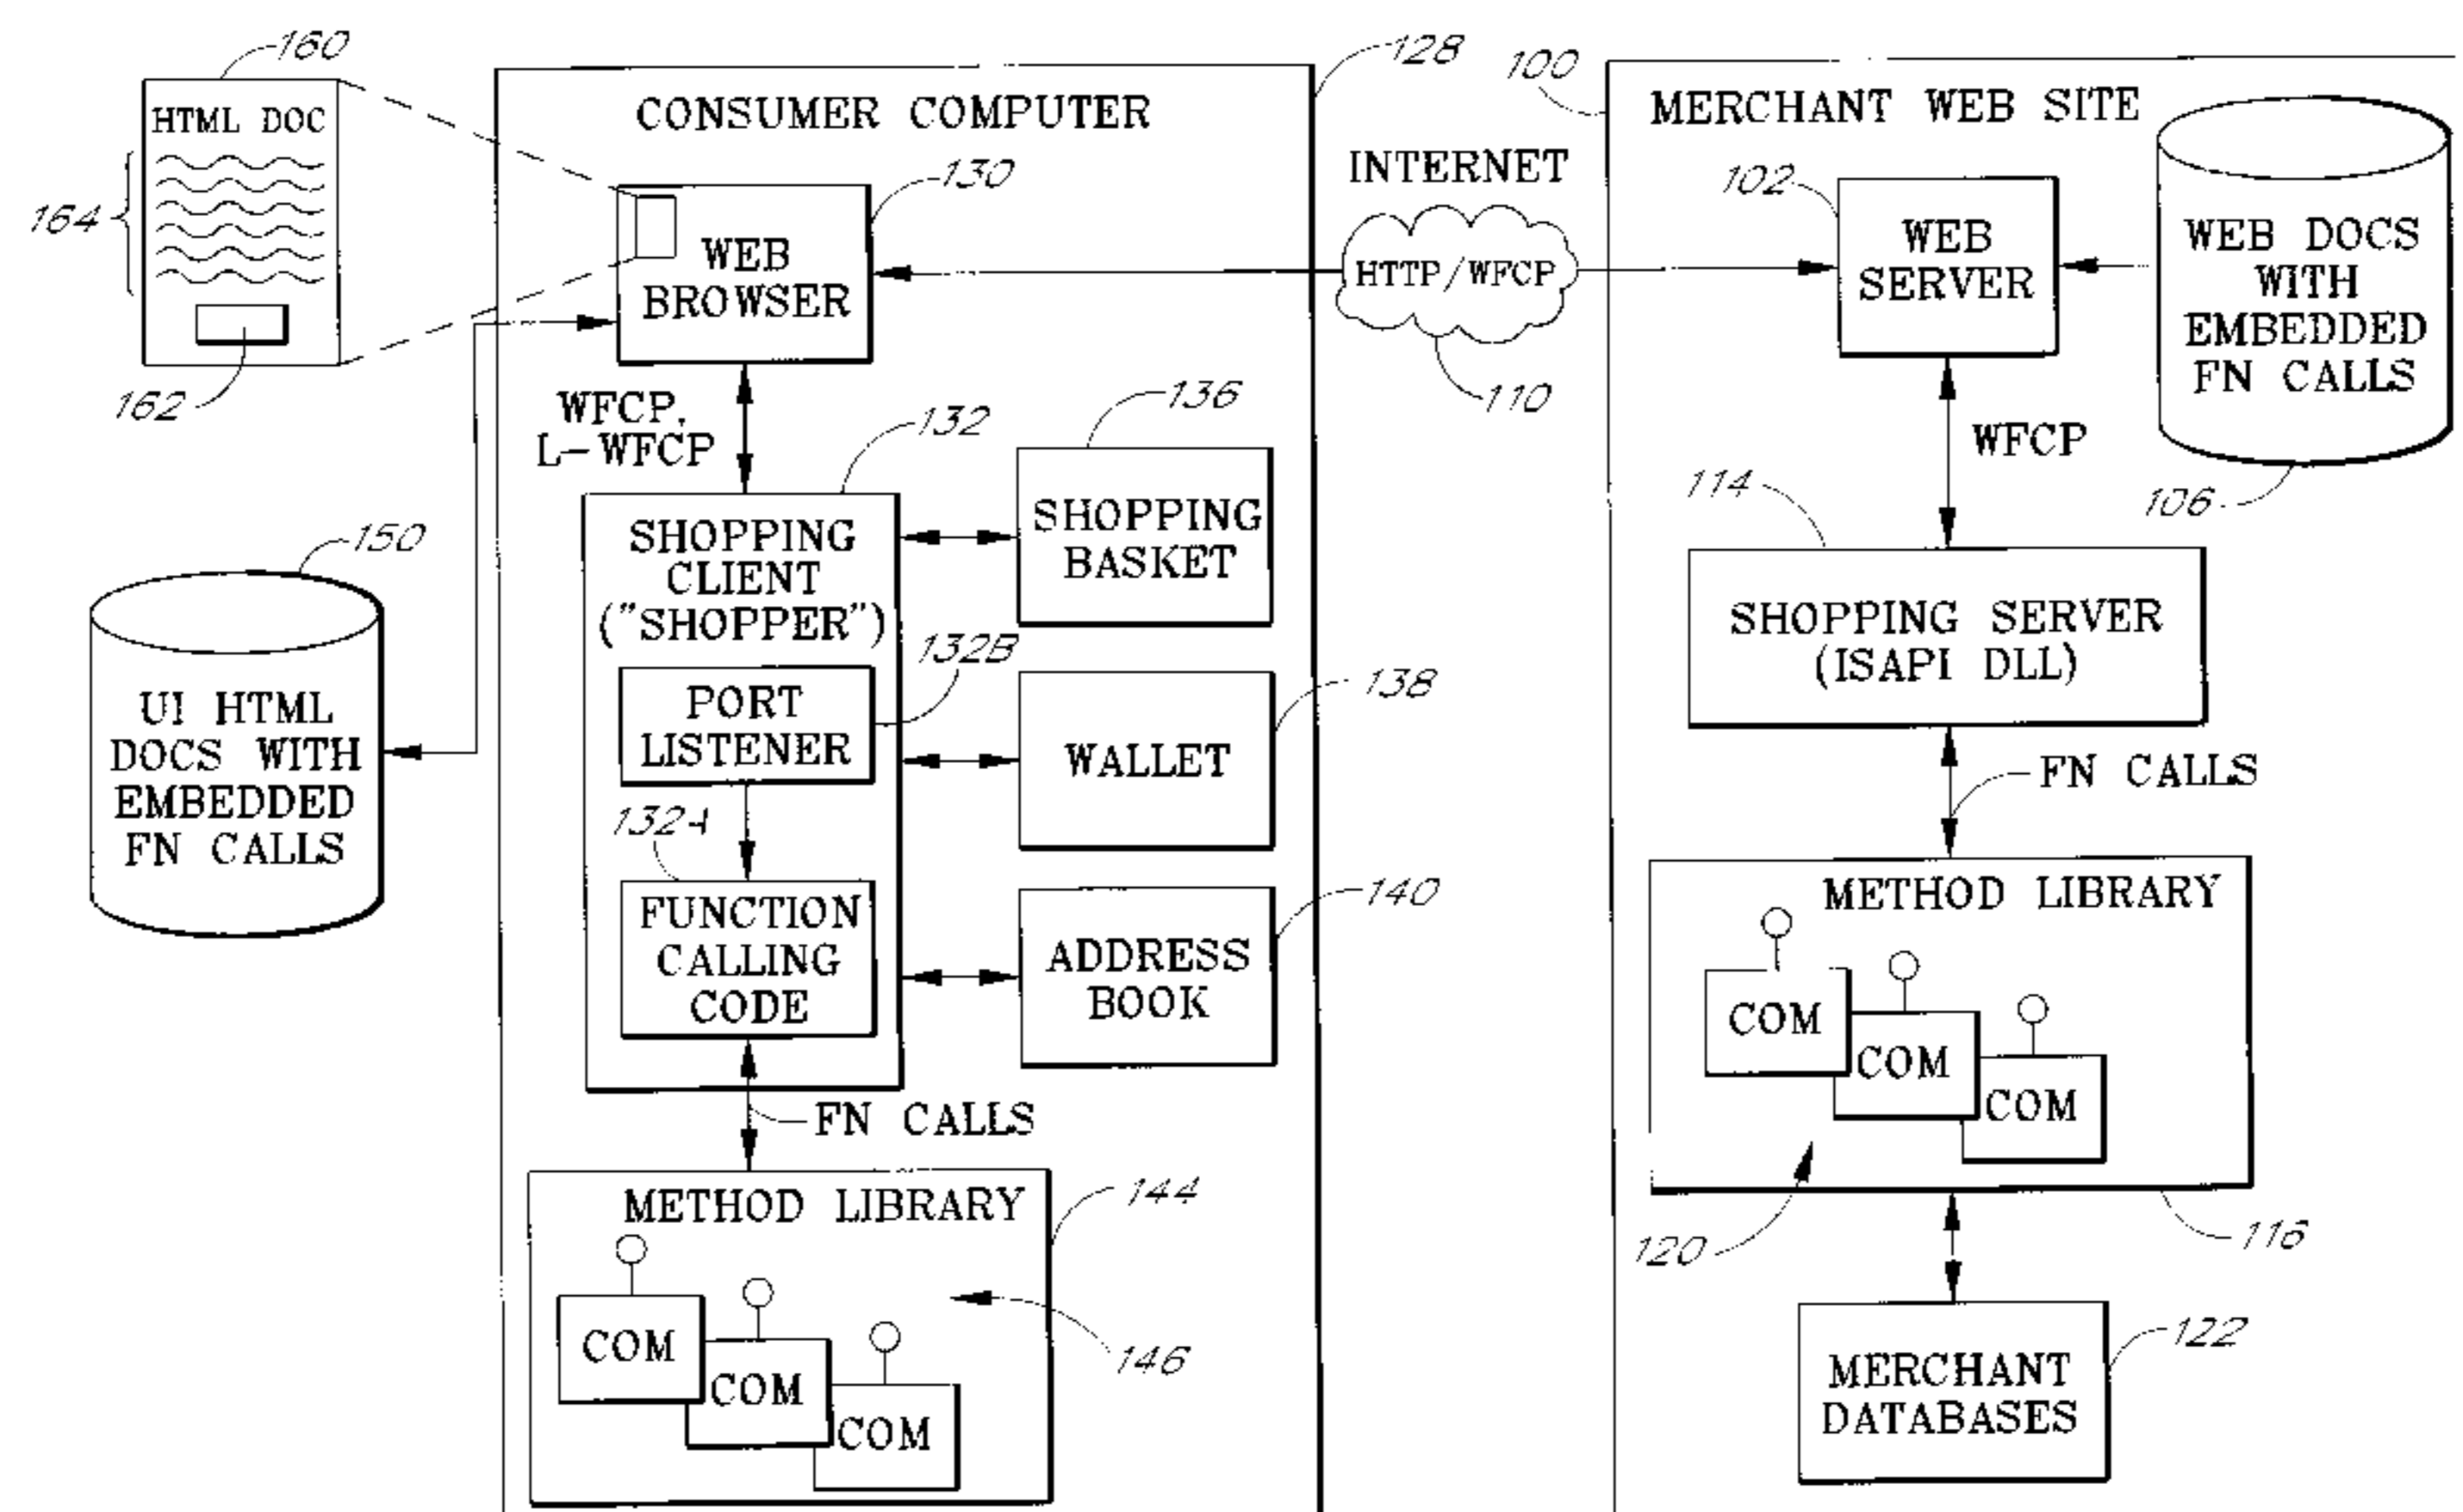 160
HTML DOC
164
162
150
UI HTML
DOCS WITH
EMBEDDED
FN CALLS
128
CONSUMER COMPUTER
130
WEB
BROWSER
WFCP,
L-WFCP
132
SHOPPING
CLIENT
("SHOPPER")
132B
PORT
LISTENER
132A
FUNCTION
CALLING
CODE
136
SHOPPING
BASKET
138
WALLET
140
ADDRESS
BOOK
FN CALLS
METHOD LIBRARY
144
COM
COM
COM
146
INTERNET
HTTP/WFCP
110
100
MERCHANT WEB SITE
102
WEB
SERVER
WEB DOCS
WITH
EMBEDDED
FN CALLS
106
WFCP
114
SHOPPING SERVER
(ISAPI DLL)
FN CALLS
METHOD LIBRARY
COM
COM
COM
120
116
122
MERCHANT
DATABASES